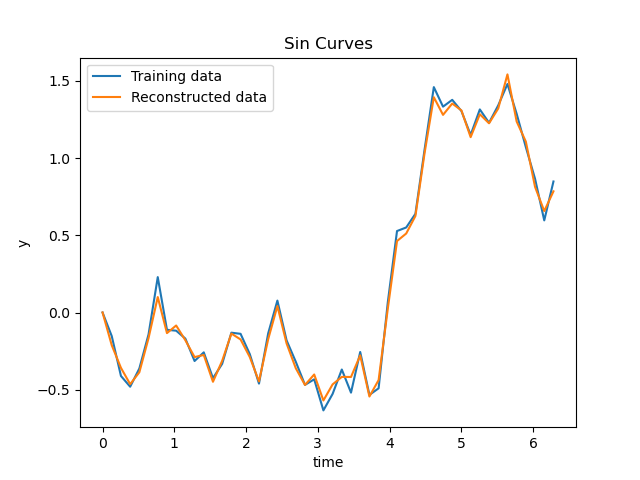 Sin Curves
Training data
Reconstructed data
1.5
1.0
0.5
0.0
−0.5
y
0 1 2 3 4 5 6
time